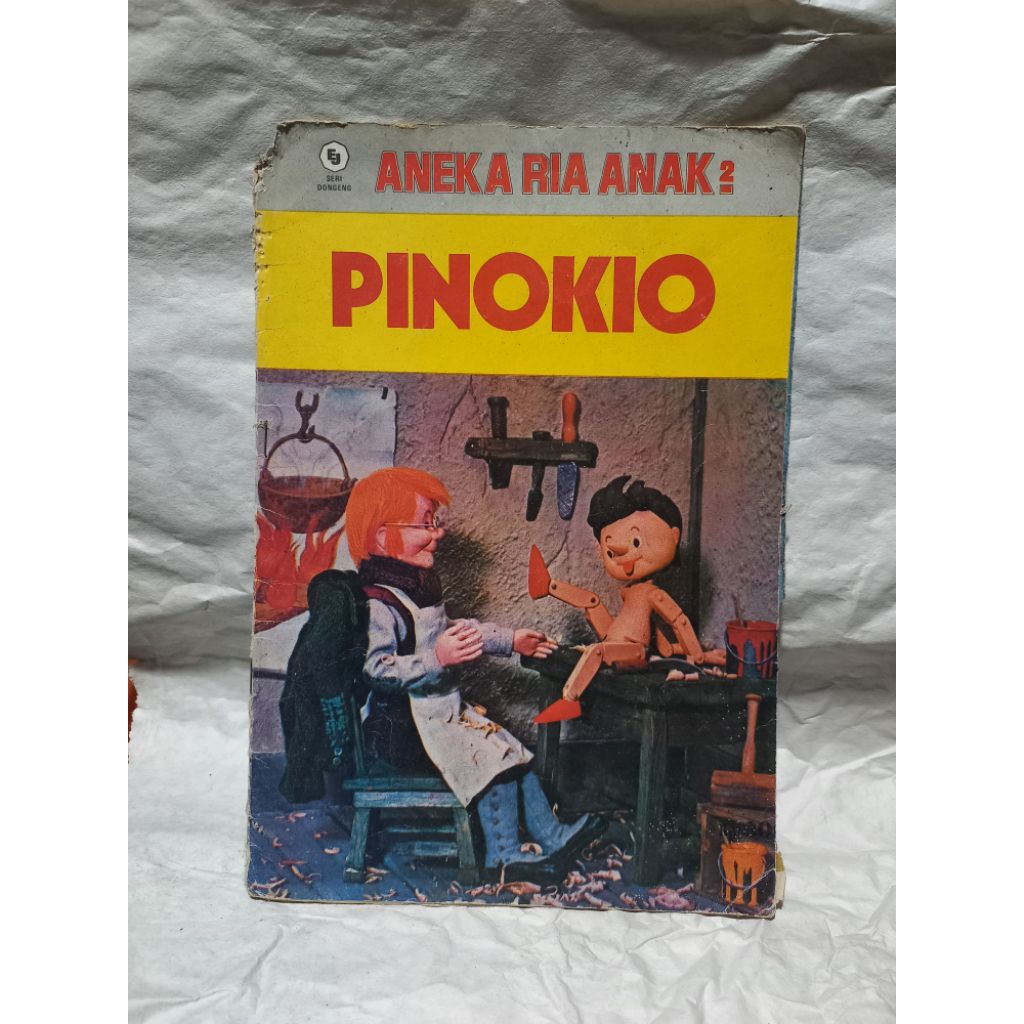 EJ
SERI
DONGENG
ANEKA RIA ANAK 2
PINOKIO